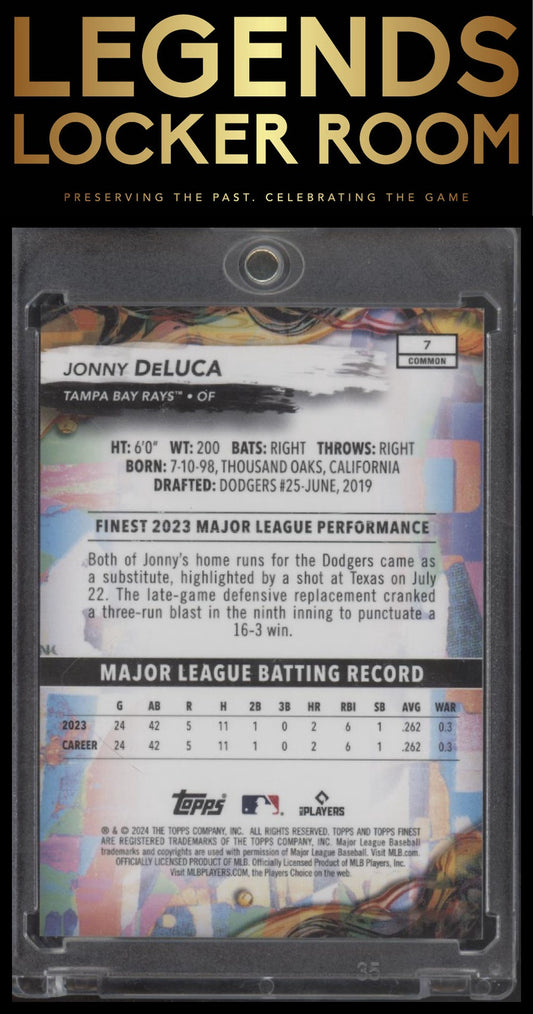 LEGENDS
LOCKER ROOM
PRESERVING THE PAST. CELEBRATING THE GAME
7
COMMON
JONNY DeLUCA
TAMPA BAY RAYS™ • OF
HT: 6'0" WT: 200 BATS: RIGHT THROWS: RIGHT
BORN: 7-10-98, THOUSAND OAKS, CALIFORNIA
DRAFTED: DODGERS #25-JUNE, 2019
FINEST 2023 MAJOR LEAGUE PERFORMANCE
Both of Jonny's home runs for the Dodgers came as
a substitute, highlighted by a shot at Texas on July
22. The late-game defensive replacement cranked
a three-run blast in the ninth inning to punctuate a
16-3 win.
MAJOR LEAGUE BATTING RECORD
G AB R H 2B 3B HR RBI SB AVG WAR
2023 24 42 5 11 1 0 2 6 1 .262 0.3
CAREER 24 42 5 11 1 0 2 6 1 .262 0.3
Topps PLAYERS
® & © 2024 THE TOPPS COMPANY, INC. ALL RIGHTS RESERVED. TOPPS AND TOPPS FINEST
ARE REGISTERED TRADEMARKS OF THE TOPPS COMPANY, INC. Major League Baseball
trademarks and copyrights are used with permission of Major League Baseball. Visit MLB.com.
OFFICIALLY LICENSED PRODUCT OF MLB. Officially Licensed Product of MLB Players, Inc.
Visit MLBPLAYERS.COM, the Players Choice on the web.
35